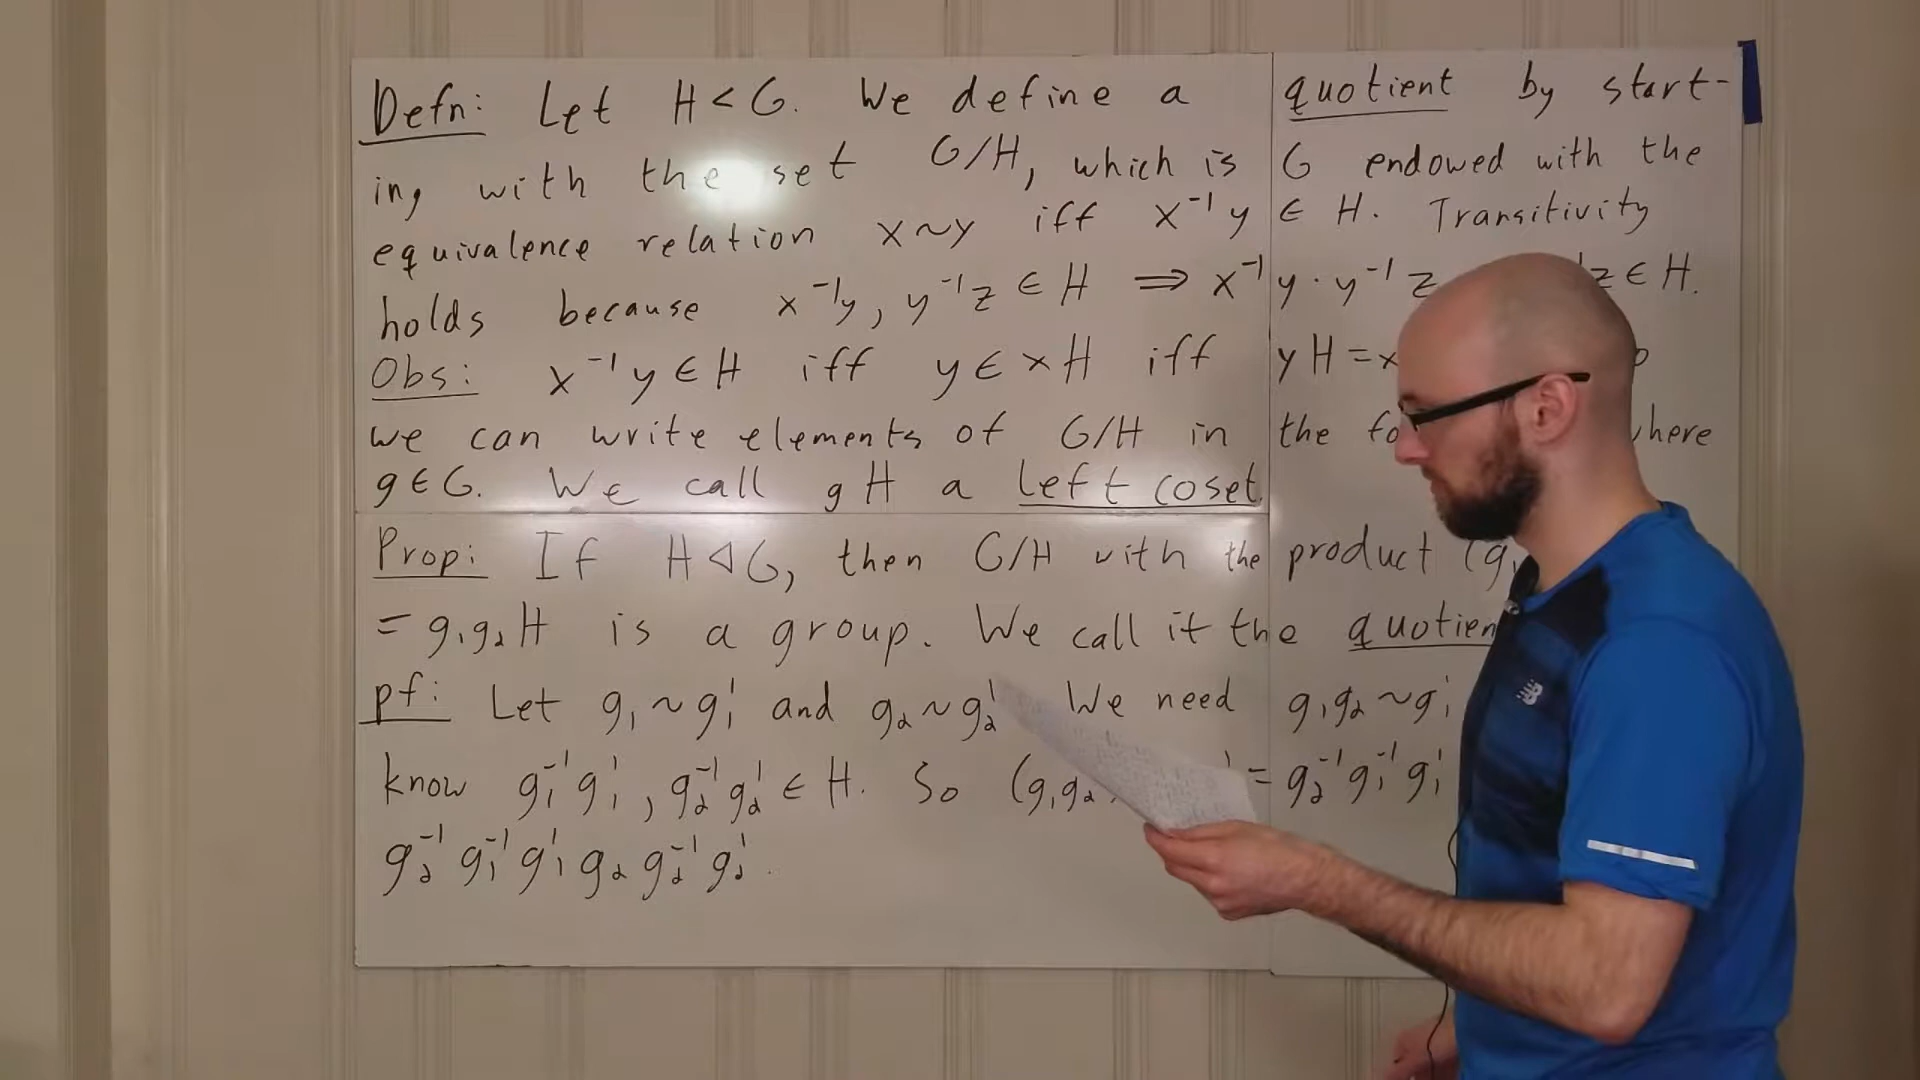 Defn: Let H < G. We define a quotient by start-
ing with the set G/H, which is G endowed with the
equivalence relation x~y iff x⁻¹y ∈ H. Transitivity
holds because x⁻¹y, y⁻¹z ∈ H ⟹ x⁻¹y · y⁻¹z z ∈ H.
Obs: x⁻¹y ∈ H iff y ∈ xH iff yH = x
we can write elements of G/H in the where
g ∈ G. We call gH a left coset
Prop: If H ◁ G, then G/H with the product (g₁
= g₁g₂H is a group. We call it the
pf: Let g₁ ~ g₁' and g₂ ~ g₂' We need g₁g₂ ~ g₁'
know g₁⁻¹g₁', g₂⁻¹g₂' ∈ H. So (g₁g₂ = g₂⁻¹g₁⁻¹g₁'
g₂⁻¹g₁⁻¹g₁'g₂g₂⁻¹g₂'.